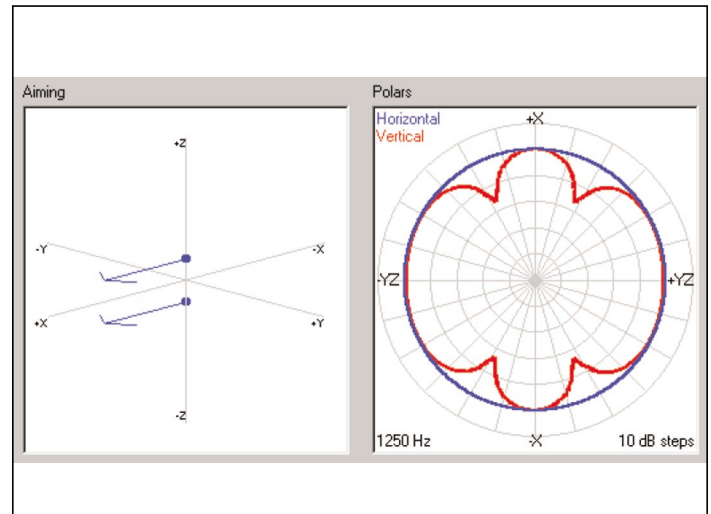 Aiming
+Z
-Y
-X
+X
+Y
-Z
Polars
Horizontal
Vertical
+X
-YZ
+YZ
-X
1250 Hz
10 dB steps